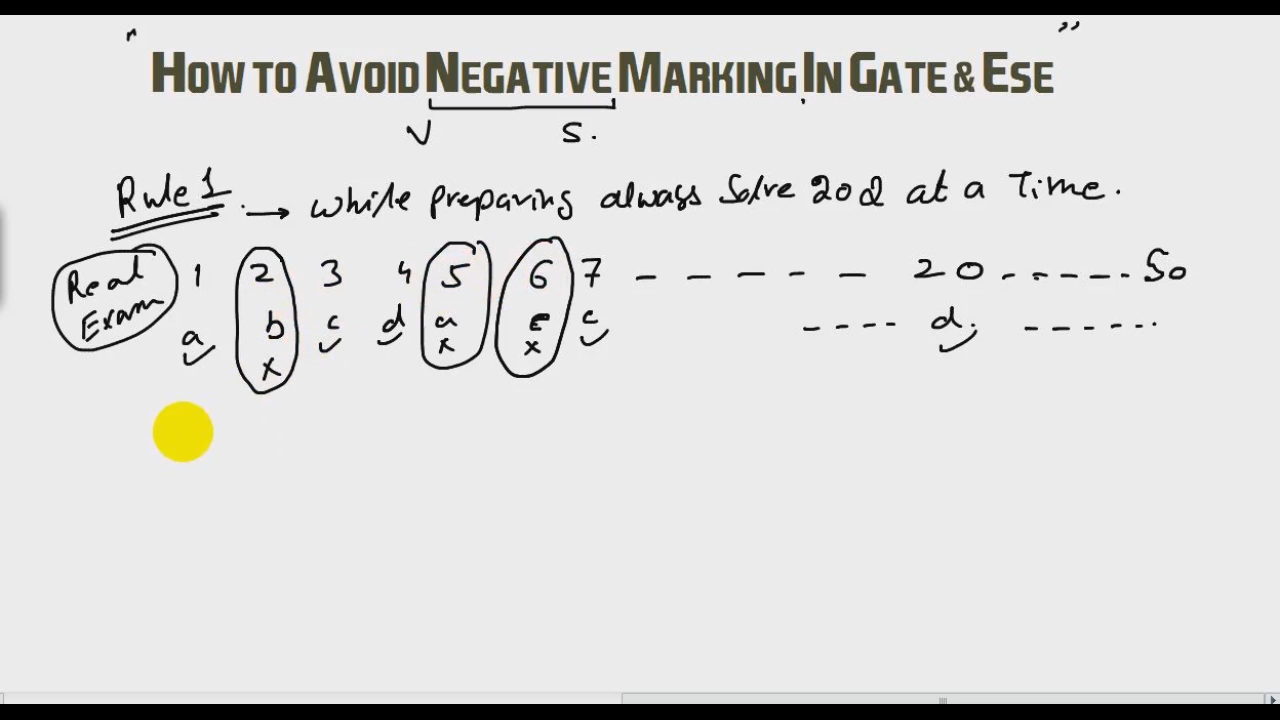 "How to Avoid Negative Marking In Gate & Ese"
V S.
Rule 1. → while preparing always Solve 20Q at a Time.
Real Exam 1 2 3 4 5 6 7 - - - - - 20 - - - - - - 50
a b c d a c c - - - - d. - - - - - -
✓ x ✓ ✓ x x ✓ ✓